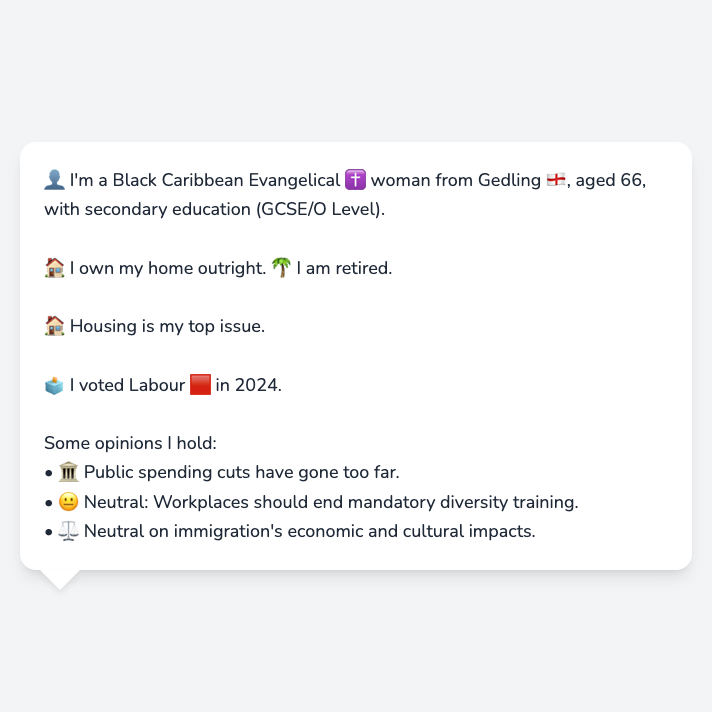 👤 I'm a Black Caribbean Evangelical ✝️ woman from Gedling 🏴󠁧󠁢󠁥󠁮󠁧󠁿, aged 66,
with secondary education (GCSE/O Level).
🏠 I own my home outright. 🌴 I am retired.
🏠 Housing is my top issue.
🗳️ I voted Labour 🟥 in 2024.
Some opinions I hold:
• 🏛️ Public spending cuts have gone too far.
• 😐 Neutral: Workplaces should end mandatory diversity training.
• ⚖️ Neutral on immigration's economic and cultural impacts.